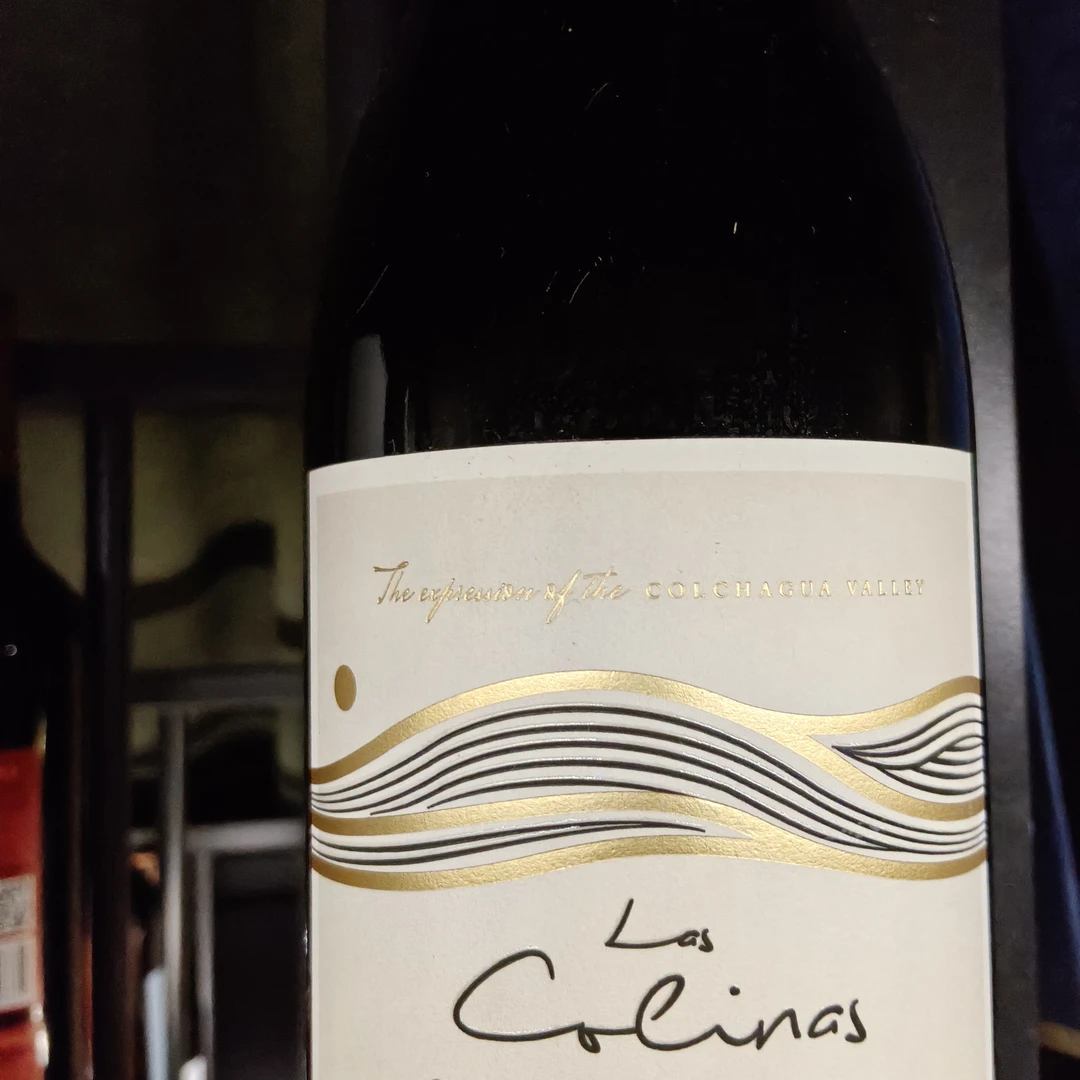 The expression of the COLCHAGUA VALLEY
Las
Colinas